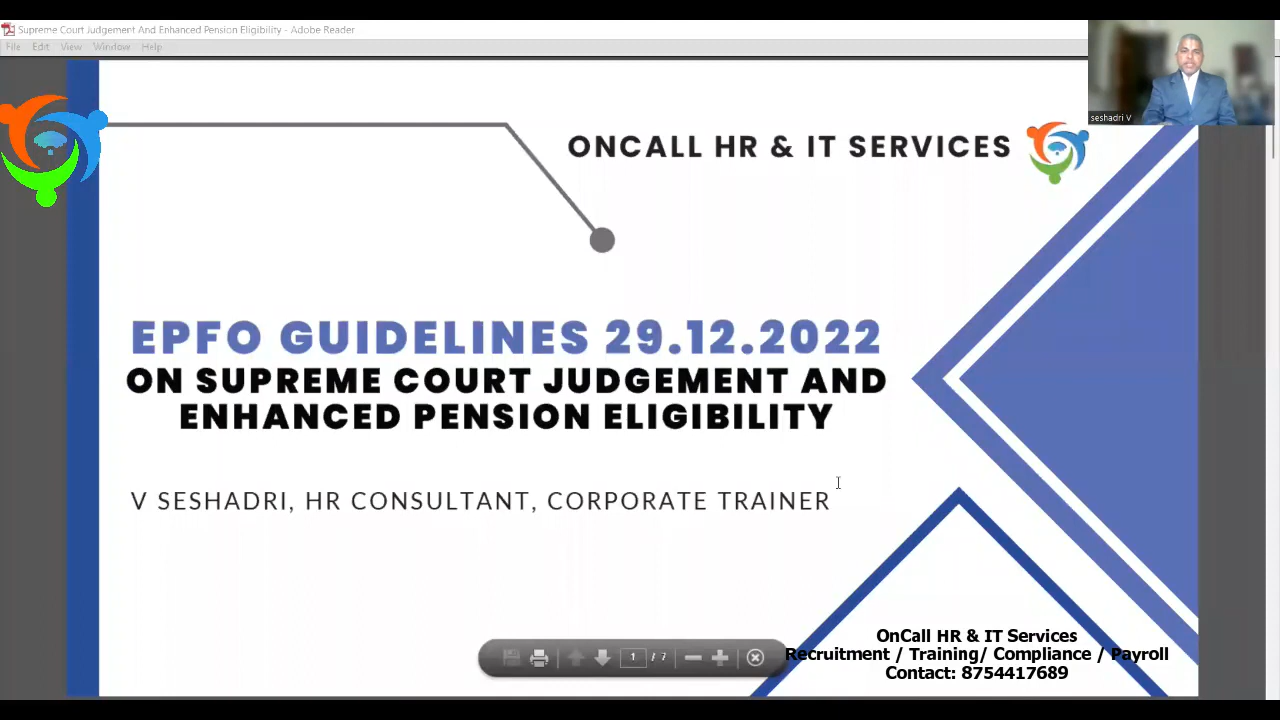 Supreme Court Judgement And Enhanced Pension Eligibility - Adobe Reader
File Edit View Window Help
seshadri V
ONCALL HR & IT SERVICES
EPFO GUIDELINES 29.12.2022
ON SUPREME COURT JUDGEMENT AND
ENHANCED PENSION ELIGIBILITY
V SESHADRI, HR CONSULTANT, CORPORATE TRAINER
1 / 7
OnCall HR & IT Services
Recruitment / Training/ Compliance / Payroll
Contact: 8754417689